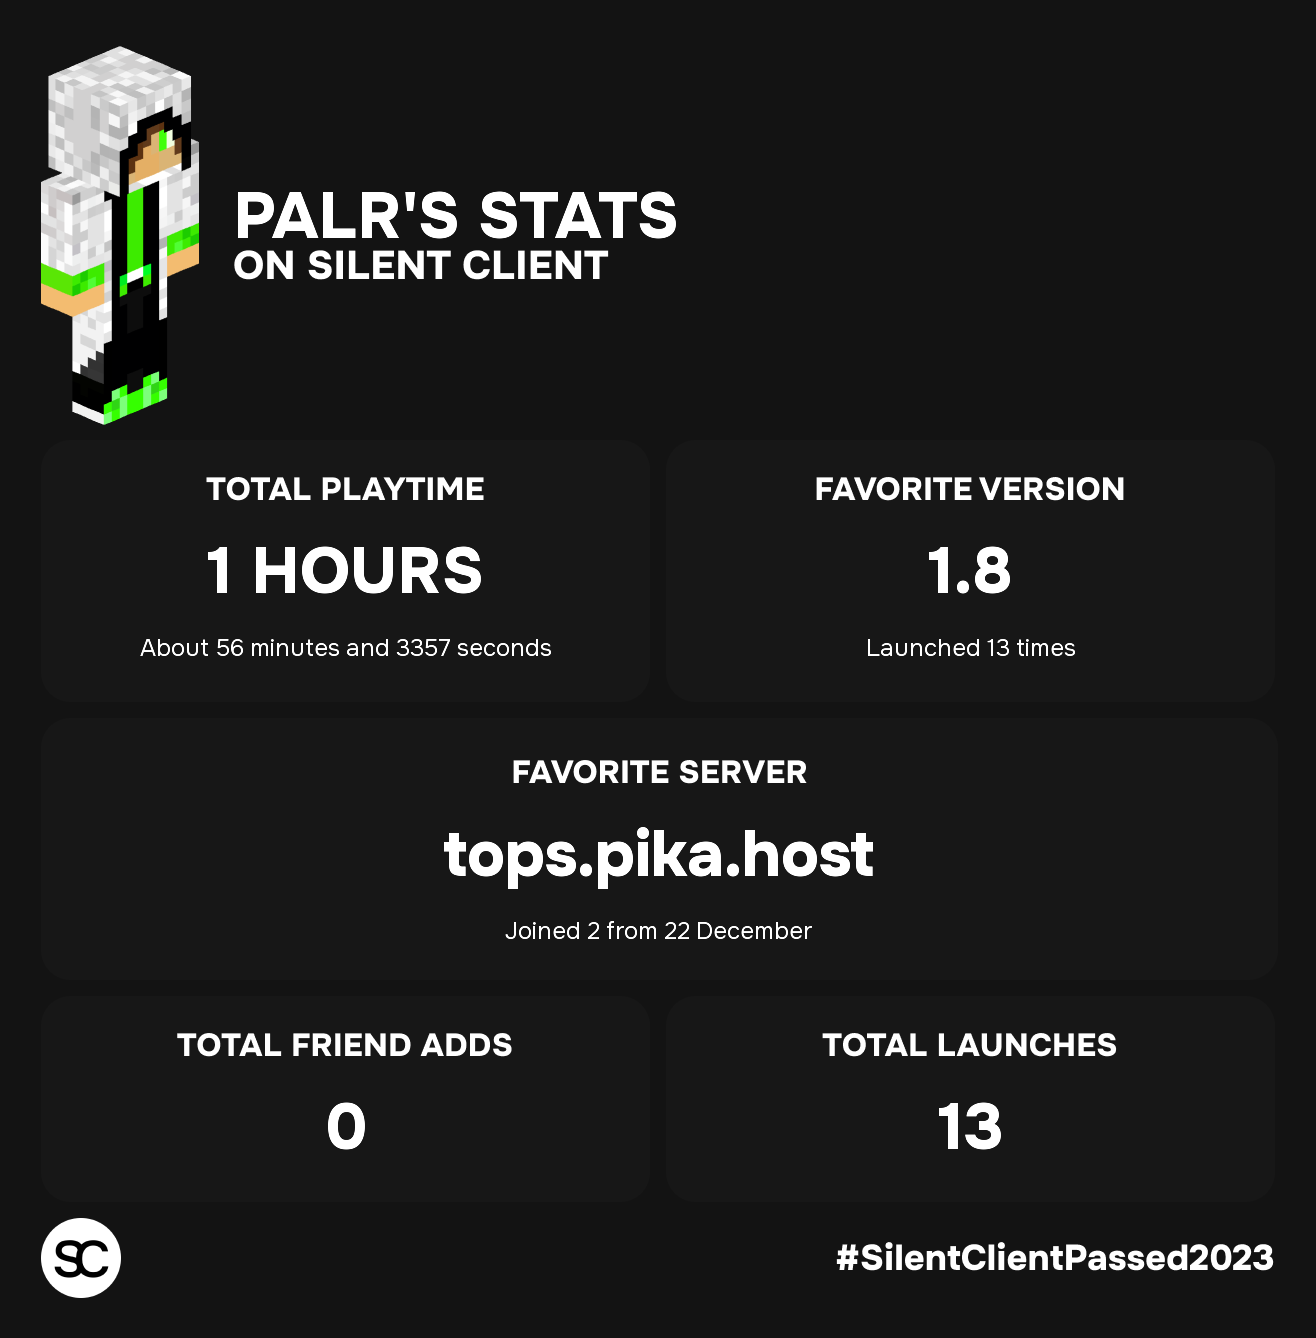 PALR'S STATS
ON SILENT CLIENT
TOTAL PLAYTIME
1 HOURS
About 56 minutes and 3357 seconds
FAVORITE VERSION
1.8
Launched 13 times
FAVORITE SERVER
tops.pika.host
Joined 2 from 22 December
TOTAL FRIEND ADDS
0
TOTAL LAUNCHES
13
SC
#SilentClientPassed2023